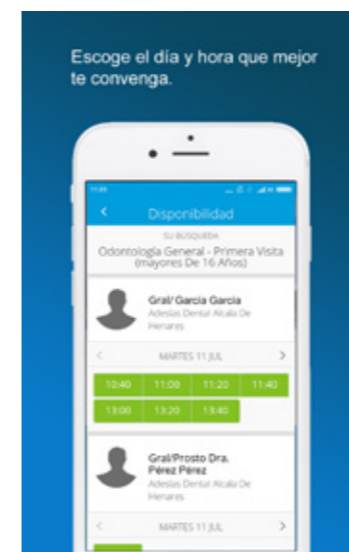 Escoge el día y hora que mejor
te convenga.
Disponibilidad
SU BÚSQUEDA
Odontología General - Primera Visita
(mayores De 16 Años)
Gral/ Garcia Garcia
Adeslas Dental Alcala De
Henares
MARTES 11 JUL
10:40 11:00 11:20 11:40
13:00 13:20 13:40
Gral/Prosto Dra.
Pérez Pérez
Adeslas Dental Alcala De
Henares
MARTES 11 JUL